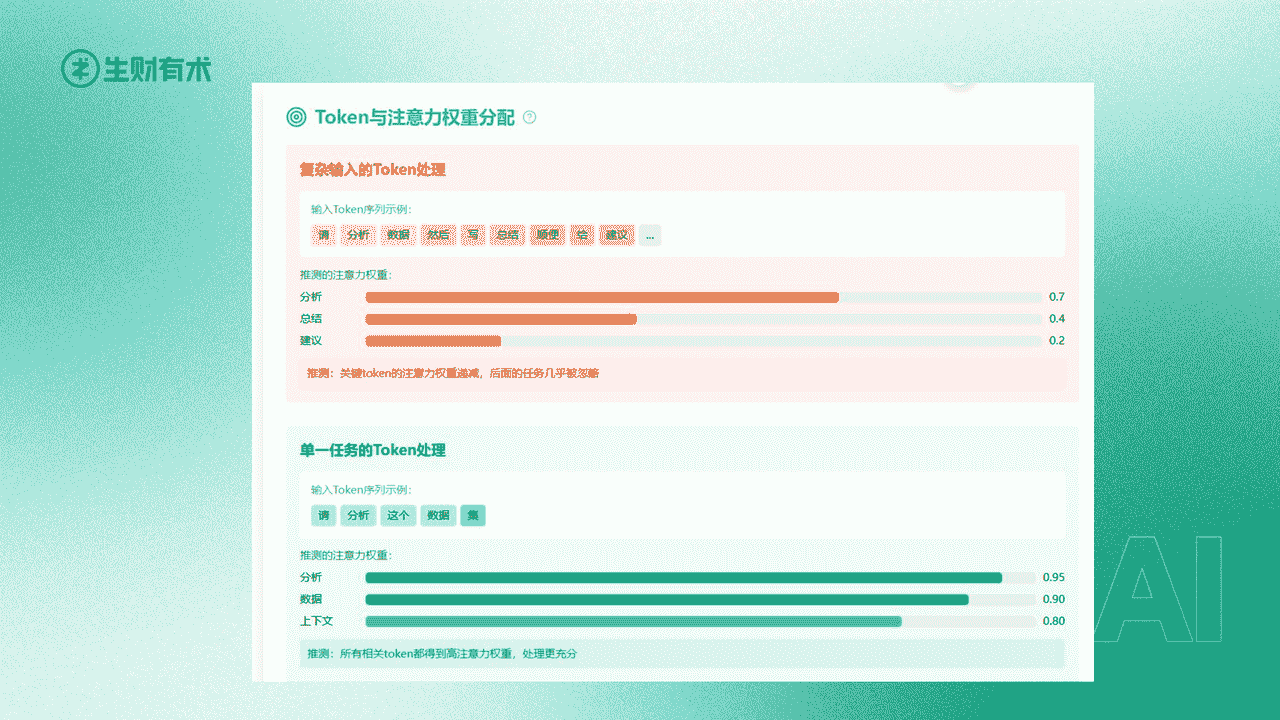 生财有术
Token与注意力权重分配 ?
复杂输入的Token处理
输入Token序列示例:
请 分析 数据 然后 写 总结 顺便 给 建议 ...
推测的注意力权重:
分析 0.7
总结 0.4
建议 0.2
推测：关键token的注意力权重递减，后面的任务几乎被忽略
单一任务的Token处理
输入Token序列示例:
请 分析 这个 数据 集
推测的注意力权重:
分析 0.95
数据 0.90
上下文 0.80
推测：所有相关token都得到高注意力权重，处理更充分
AI